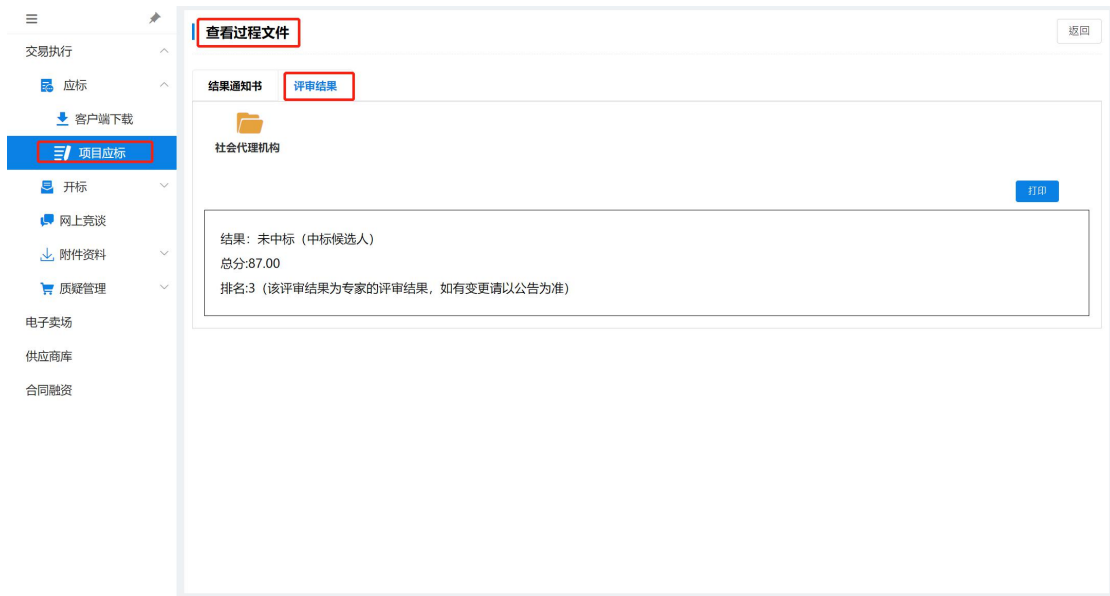 交易执行
应标
客户端下载
项目应标
开标
网上竞谈
附件资料
质疑管理
电子卖场
供应商库
合同融资
查看过程文件
返回
结果通知书
评审结果
社会代理机构
打印
结果：未中标（中标候选人）
总分:87.00
排名:3（该评审结果为专家的评审结果，如有变更请以公告为准）